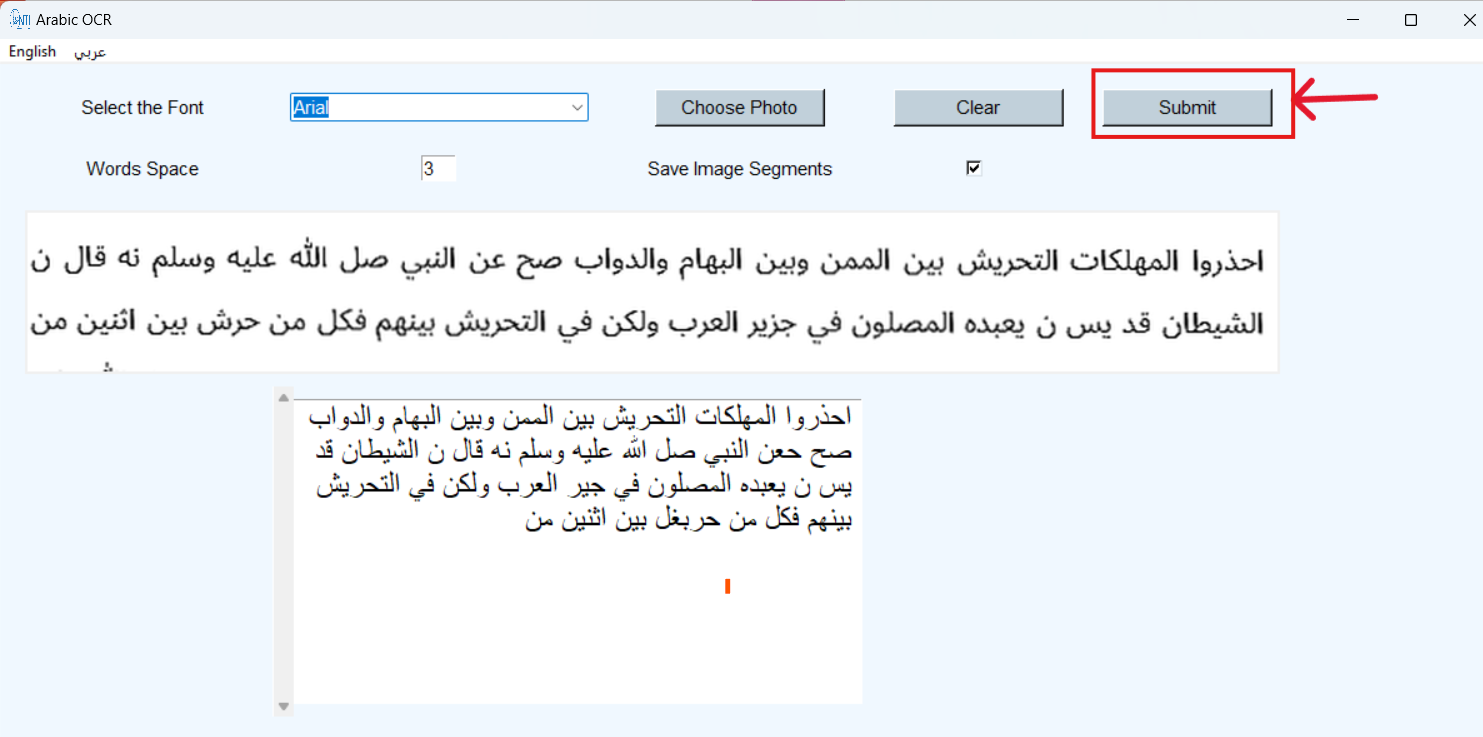 Arabic OCR
English عربي
Select the Font Arial Choose Photo Clear Submit
Words Space 3 Save Image Segments
احذروا المهلكات التحريش بين الممن وبين البهام والدواب صح عن النبي صل الله عليه وسلم نه قال ن
الشيطان قد يس ن يعبده المصلون في جزير العرب ولكن في التحريش بينهم فكل من حرش بين اثنين من
احذروا المهلكات التحريش بين الممن وبين البهام والدواب
صح حعن النبي صل الله عليه وسلم نه قال ن الشيطان قد
يس ن يعبده المصلون في جير العرب ولكن في التحريش
بينهم فكل من حربغل بين اثنين من